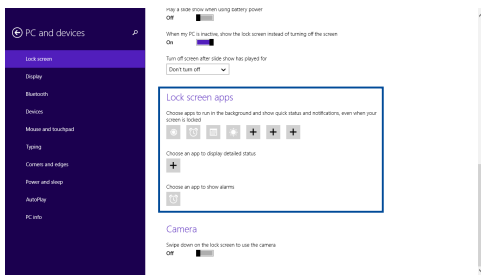 Play a slide show when using battery power
Off
PC and devices
When my PC is inactive, show the lock screen instead of turning off the screen
On
Lock screen
Turn off screen after slide show has played for
Don't turn off
Display
Bluetooth
Devices
Mouse and touchpad
Typing
Corners and edges
Power and sleep
AutoPlay
PC info
Lock screen apps
Choose apps to run in the background and show quick status and notifications, even when your
screen is locked
Choose an app to display detailed status
Choose an app to show alarms
Camera
Swipe down on the lock screen to use the camera
Off